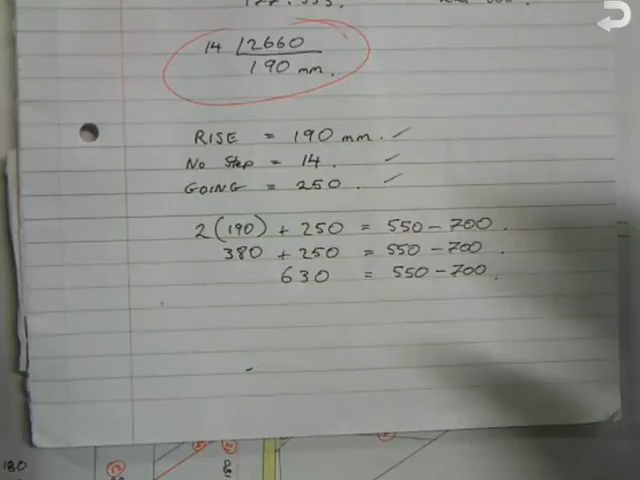 14 |2660
190 mm.
RISE = 190 mm. ✓
No Step = 14. ✓
GOING = 250. ✓
2(190) + 250 = 550 - 700.
380 + 250 = 550 - 700.
630 = 550 - 700.
180